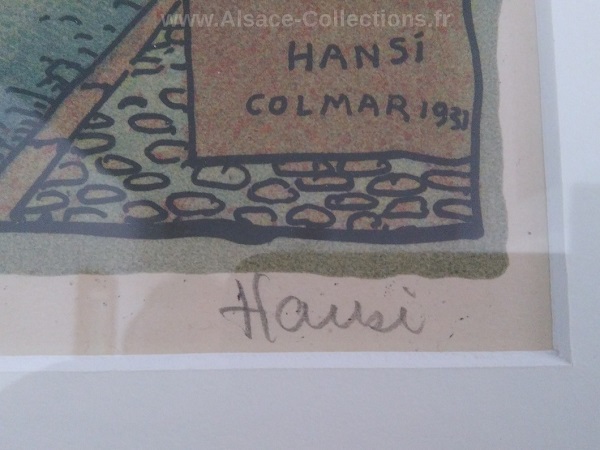 www.Alsace-Collections.fr
HANSi
COLMAR 1931
Hansi